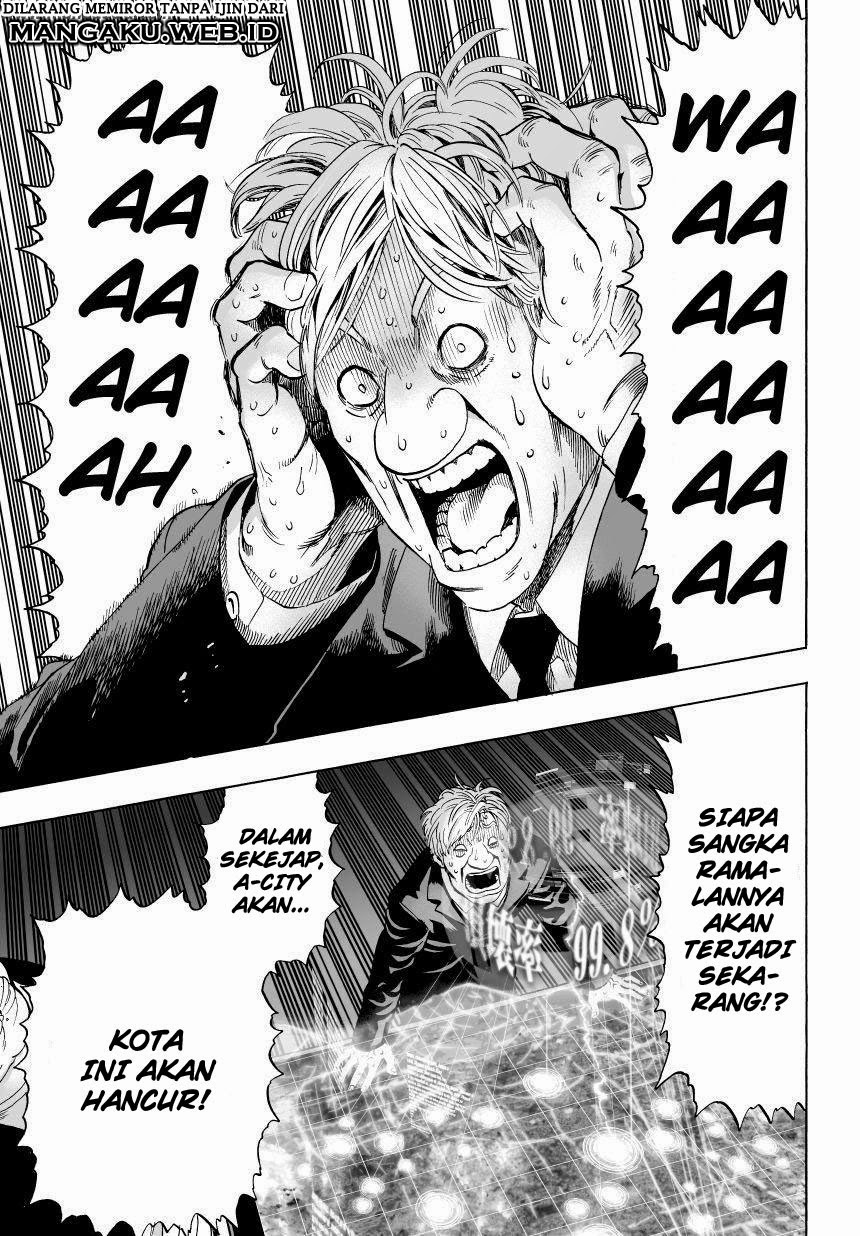 DILARANG MEMIROR TANPA IJIN DARI
MANGAKU.WEB.ID
WA
AA
AA
AA
AA
AA
AA
AA
AA
AA
AH
SIAPA
SANGKA
RAMA-
LANNYA
AKAN
TERJADI
SEKA-
RANG!?
壊率 99.8%
DALAM
SEKEJAP,
A-CITY
AKAN...
KOTA
INI AKAN
HANCUR!